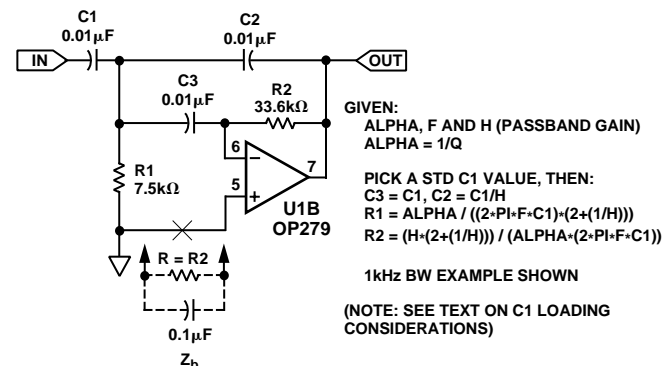 C1
0.01μF
C2
0.01μF
IN
OUT
C3
0.01μF
R2
33.6kΩ
R1
7.5kΩ
6
7
5
U1B
OP279
R = R2
0.1μF
Zb
GIVEN:
ALPHA, F AND H (PASSBAND GAIN)
ALPHA = 1/Q
PICK A STD C1 VALUE, THEN:
C3 = C1, C2 = C1/H
R1 = ALPHA / ((2*PI*F*C1)*(2+(1/H)))
R2 = (H*(2+(1/H))) / (ALPHA*(2*PI*F*C1))
1kHz BW EXAMPLE SHOWN
(NOTE: SEE TEXT ON C1 LOADING
CONSIDERATIONS)